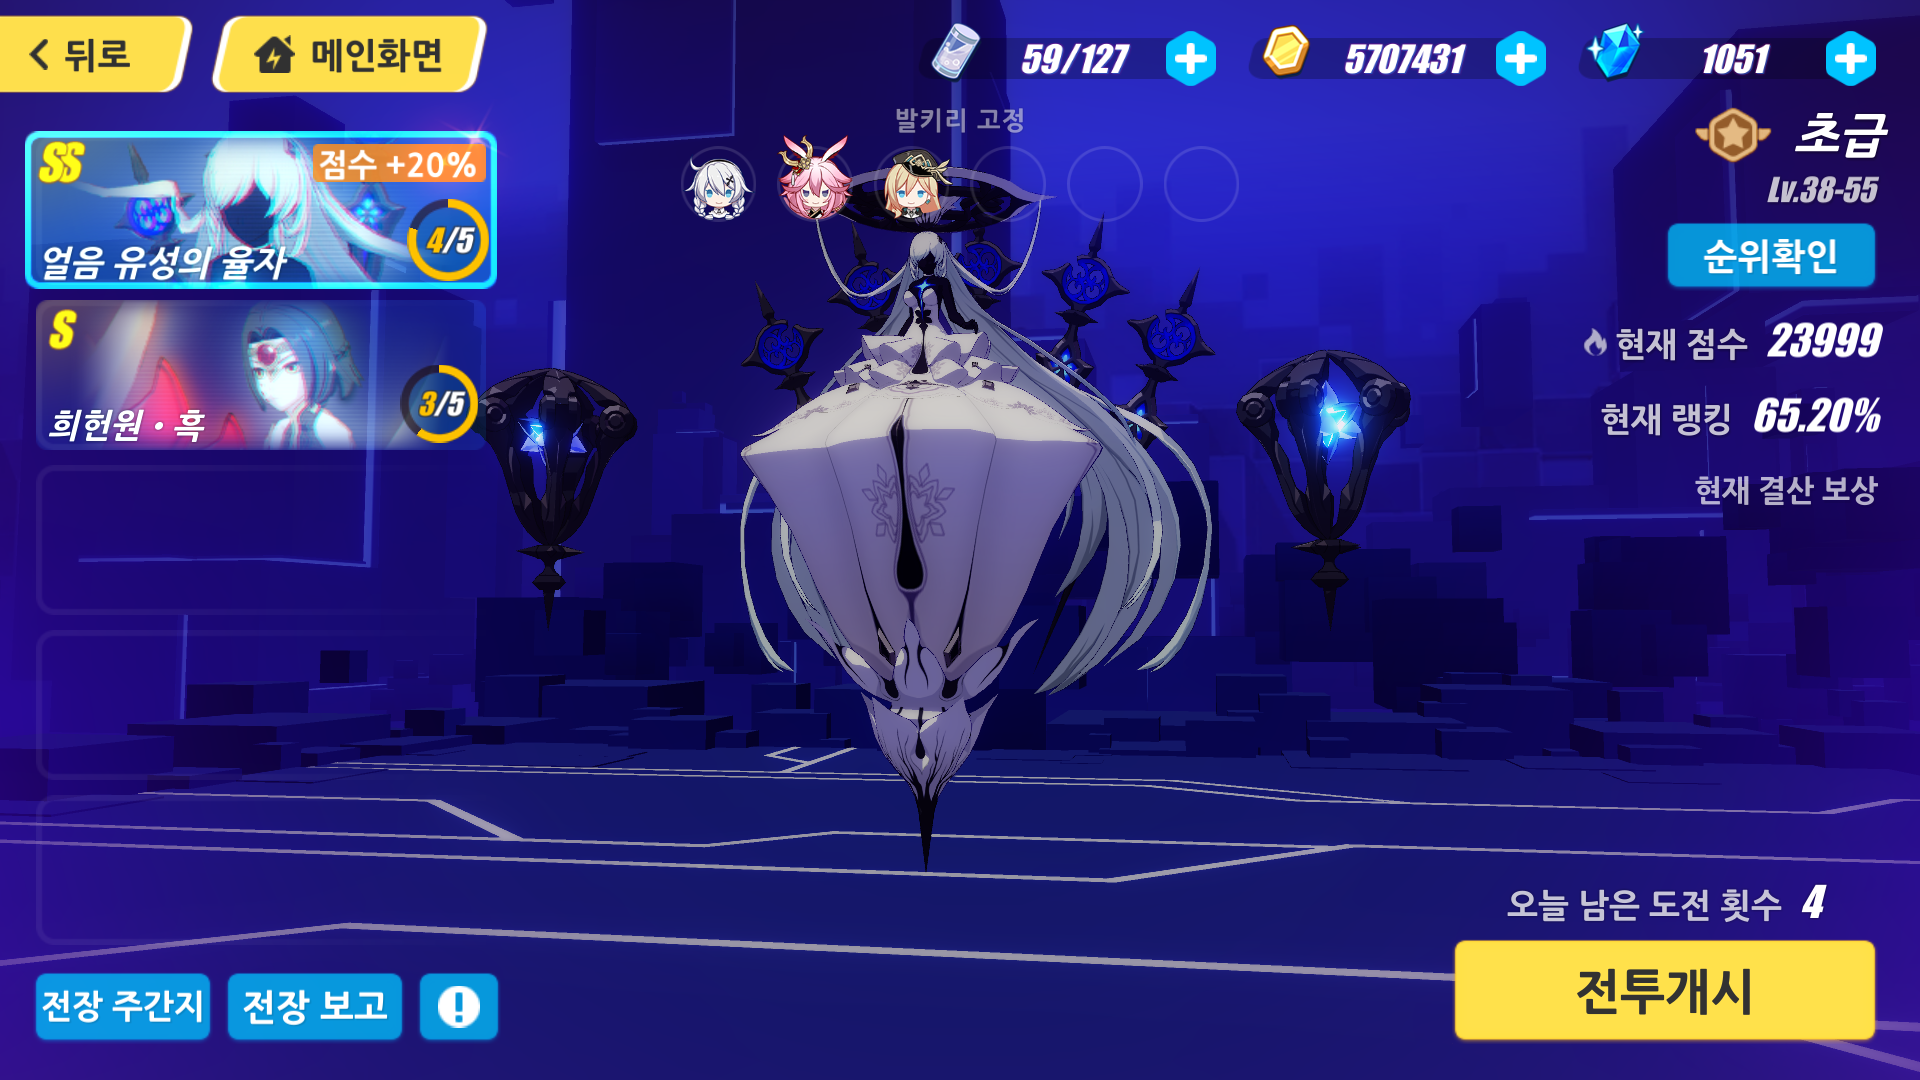 뒤로
메인화면
59/127
5707431
1051
발키리 고정
SS
점수 +20%
4/5
얼음 유성의 율자
S
3/5
희헌원·흑
초급
Lv.38-55
순위확인
현재 점수 23999
현재 랭킹 65.20%
현재 결산 보상
오늘 남은 도전 횟수 4
전투개시
전장 주간지
전장 보고